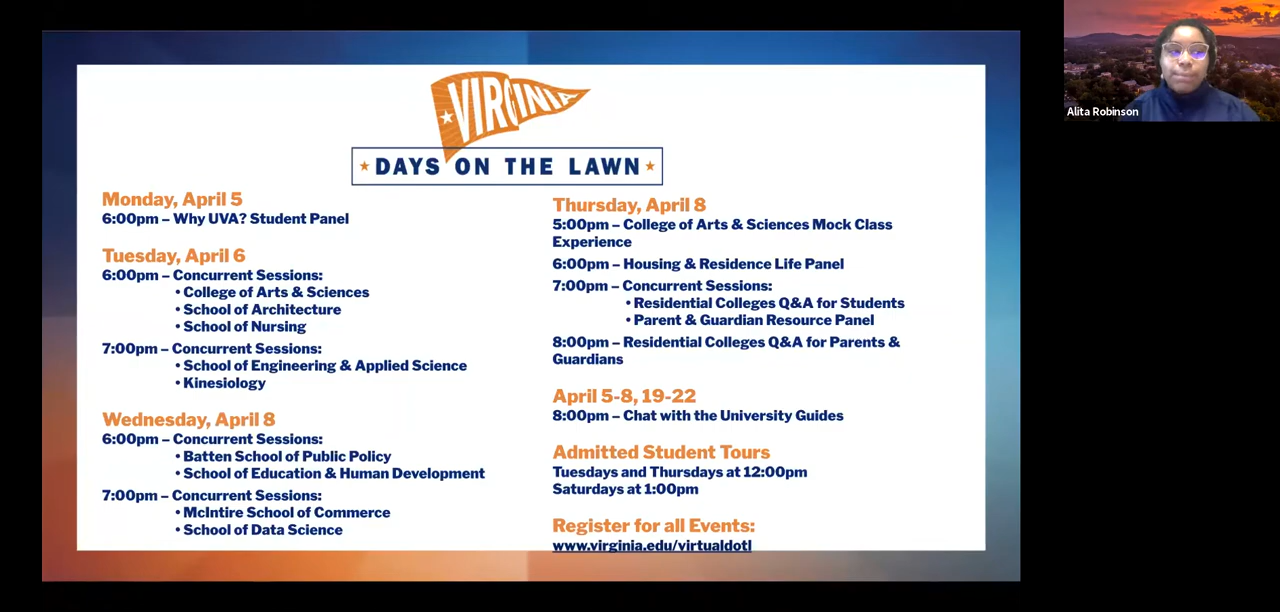 VIRGINIA
DAYS ON THE LAWN
Monday, April 5
6:00pm – Why UVA? Student Panel
Tuesday, April 6
6:00pm – Concurrent Sessions:
• College of Arts & Sciences
• School of Architecture
• School of Nursing
7:00pm – Concurrent Sessions:
• School of Engineering & Applied Science
• Kinesiology
Wednesday, April 8
6:00pm – Concurrent Sessions:
• Batten School of Public Policy
• School of Education & Human Development
7:00pm – Concurrent Sessions:
• McIntire School of Commerce
• School of Data Science
Thursday, April 8
5:00pm – College of Arts & Sciences Mock Class
Experience
6:00pm – Housing & Residence Life Panel
7:00pm – Concurrent Sessions:
• Residential Colleges Q&A for Students
• Parent & Guardian Resource Panel
8:00pm – Residential Colleges Q&A for Parents &
Guardians
April 5-8, 19-22
8:00pm – Chat with the University Guides
Admitted Student Tours
Tuesdays and Thursdays at 12:00pm
Saturdays at 1:00pm
Register for all Events:
www.virginia.edu/virtualdotl
Alita Robinson